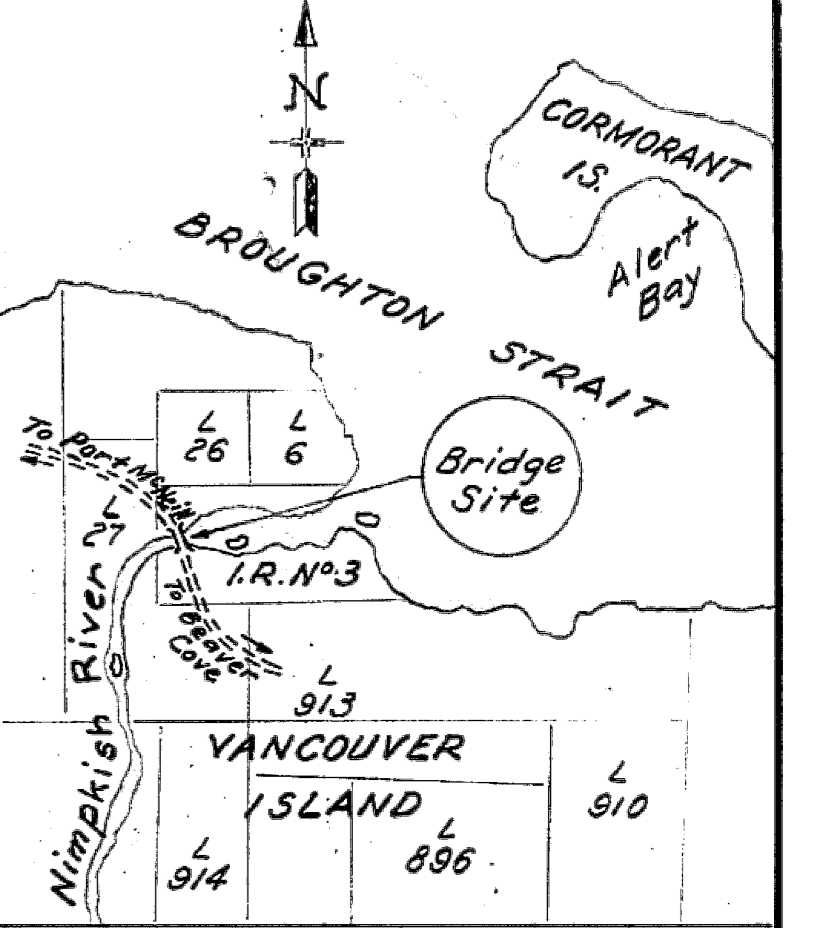 N
CORMORANT
IS.
Alert
Bay
BROUGHTON
STRAIT
L
26
L
6
Bridge
Site
To Port McNeill
L
27
I.R. Nº. 3
To Beaver
Cove
Nimpkish River
L
913
VANCOUVER
ISLAND
L
910
L
896
L
914